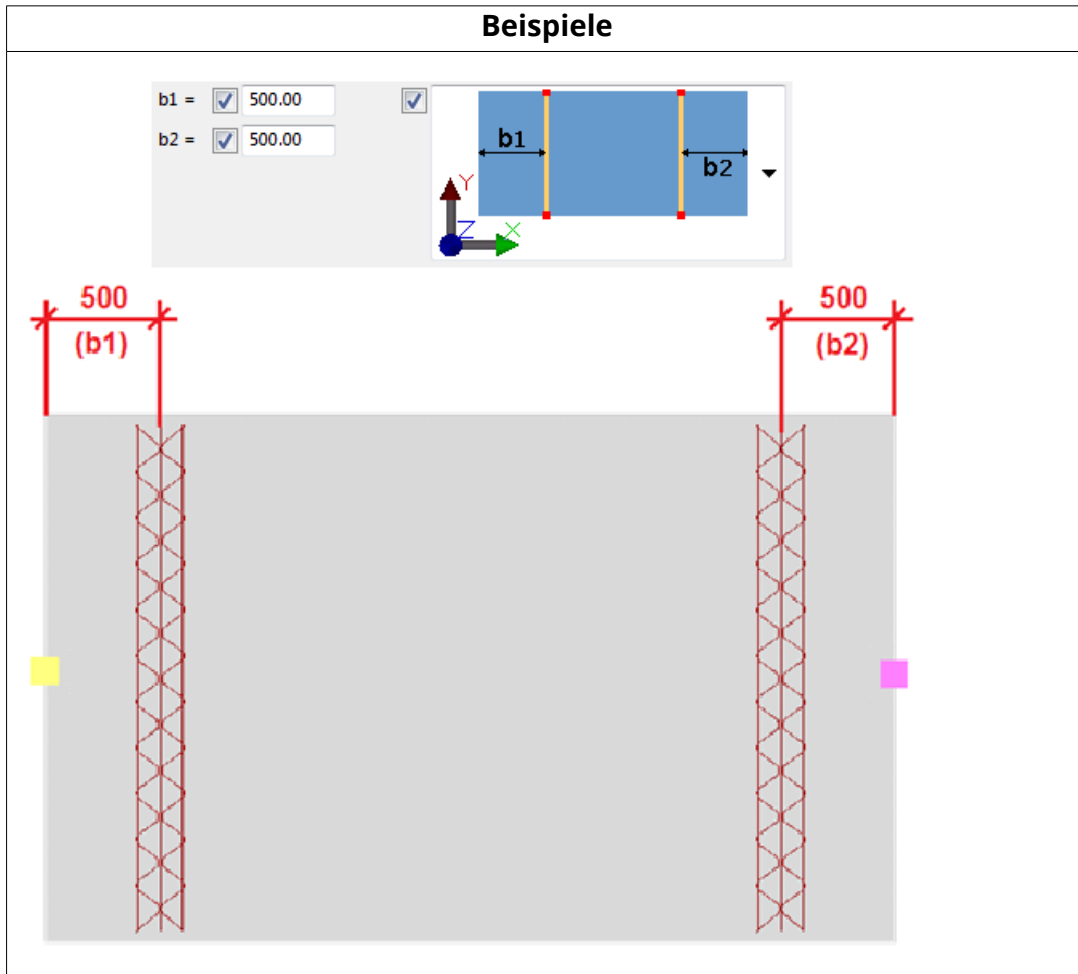 Beispiele
b1 = 500.00
b2 = 500.00
b1
b2
Y
Z X
500 500
(b1) (b2)